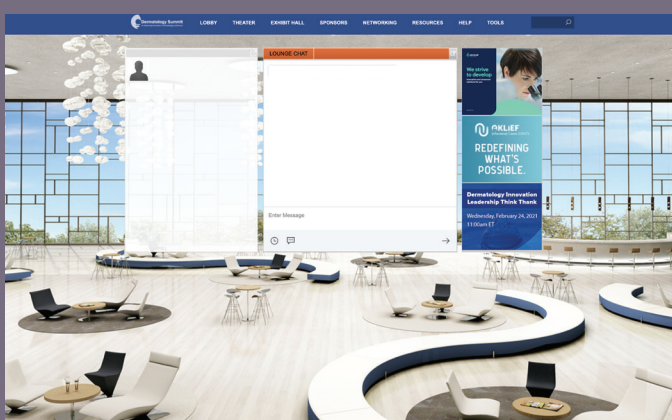 Dermatology Summit
LOBBY
THEATER
EXHIBIT HALL
SPONSORS
NETWORKING
RESOURCES
HELP
TOOLS
LOUNGE CHAT
Enter Message
We strive
to develop
AKLIEF
REDEFINING
WHAT'S
POSSIBLE.
Dermatology Innovation
Leadership Think Thank
Wednesday, February 24, 2021
11:00am ET